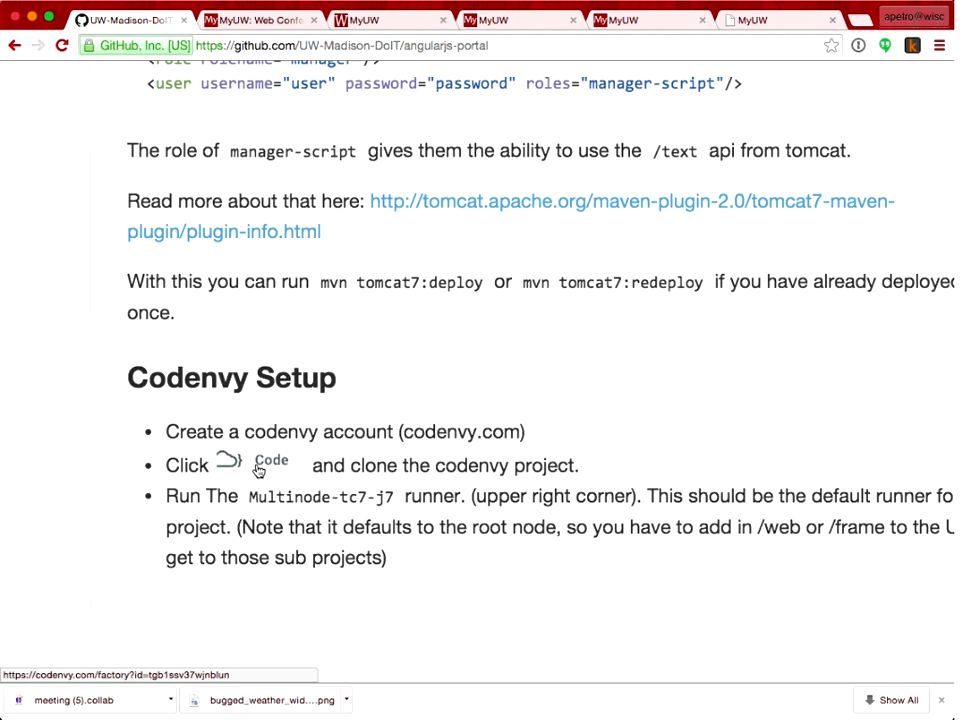 UW-Madison-DoIT
MyUW: Web Confe
MyUW
MyUW
MyUW
MyUW
apetro@wisc
GitHub, Inc. [US]
https://github.com/UW-Madison-DoIT/angularjs-portal
<role rolename="manager"/>
<user username="user" password="password" roles="manager-script"/>
The role of manager-script gives them the ability to use the /text api from tomcat.
Read more about that here: http://tomcat.apache.org/maven-plugin-2.0/tomcat7-maven-
plugin/plugin-info.html
With this you can run mvn tomcat7:deploy or mvn tomcat7:redeploy if you have already deployed
once.
Codenvy Setup
• Create a codenvy account (codenvy.com)
• Click Code and clone the codenvy project.
• Run The Multinode-tc7-j7 runner. (upper right corner). This should be the default runner fo
project. (Note that it defaults to the root node, so you have to add in /web or /frame to the U
get to those sub projects)
https://codenvy.com/factory?id=tgb1ssv37wjnblun
meeting (5).collab
bugged_weather_wid....png
Show All